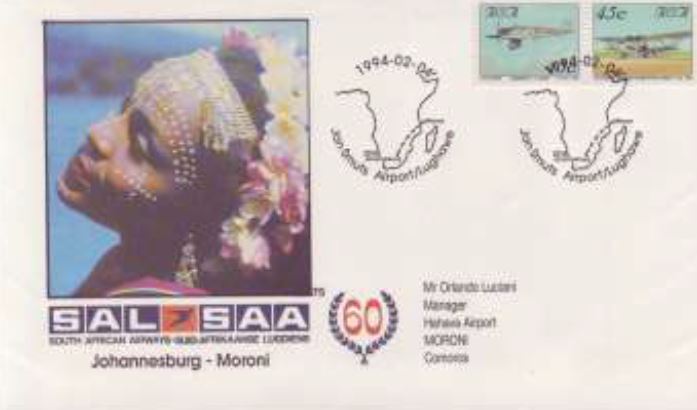 45c
1994-02-06
Jan Smuts Airport/Lughawe
1994-02-06
Jan Smuts Airport/Lughawe
SAL SAA
SOUTH AFRICAN AIRWAYS-SUID-AFRIKAANSE LUGDIENS
Johannesburg - Moroni
60
Mr Orlando Luciani
Manager
Hahaya Airport
MORONI
Comoros